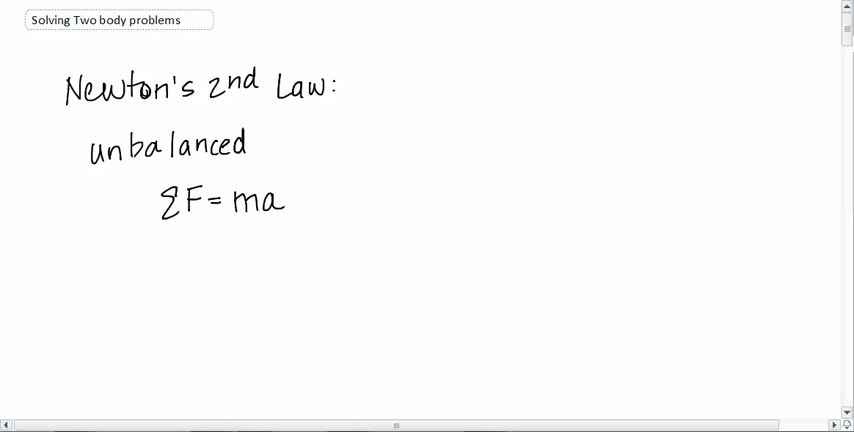 Solving Two body problems
Newton's 2nd Law:
unbalanced
ΣF = ma